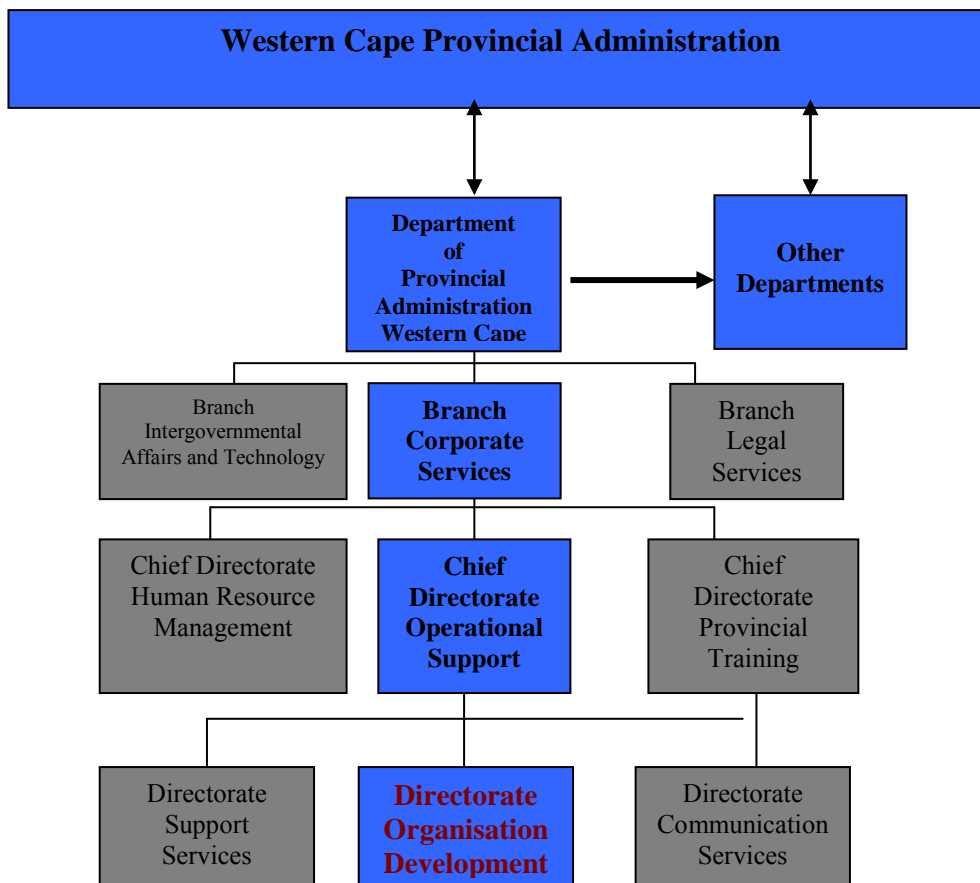 Western Cape Provincial Administration
Department
of
Provincial
Administration
Western Cape
Other
Departments
Branch
Intergovernmental
Affairs and Technology
Branch
Corporate
Services
Branch
Legal
Services
Chief Directorate
Human Resource
Management
Chief
Directorate
Operational
Support
Chief
Directorate
Provincial
Training
Directorate
Support
Services
Directorate
Organisation
Development
Directorate
Communication
Services